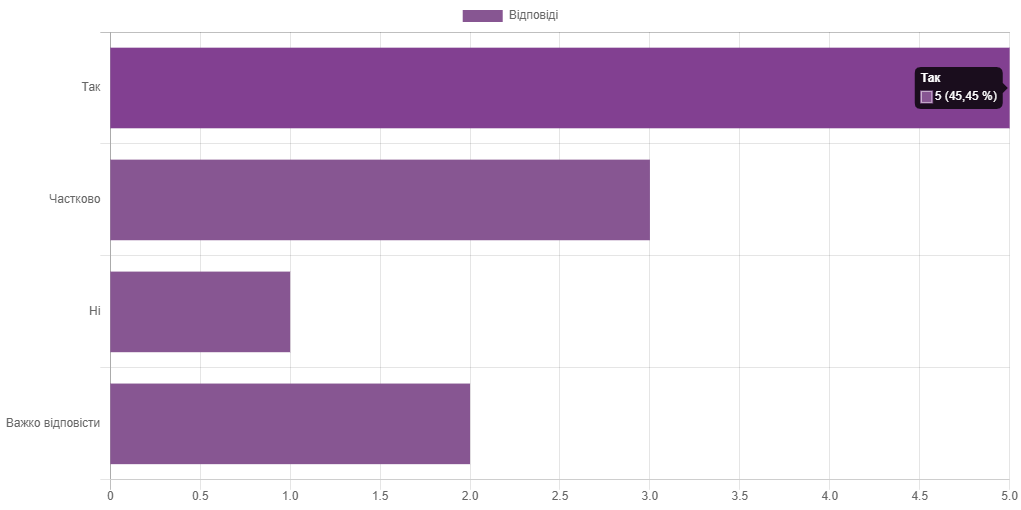 Відповіді
Так
Так
5 (45,45 %)
Частково
Ні
Важко відповісти
0 0.5 1.0 1.5 2.0 2.5 3.0 3.5 4.0 4.5 5.0